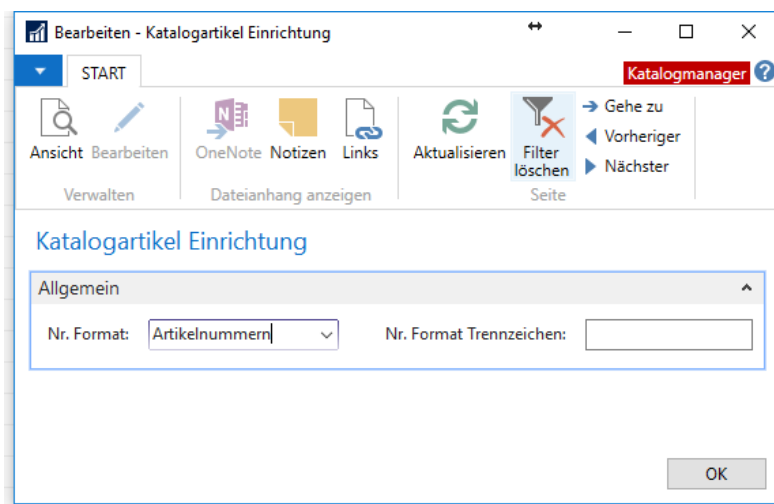 Bearbeiten - Katalogartikel Einrichtung
START
Katalogmanager
?
Ansicht Bearbeiten
OneNote Notizen Links
Aktualisieren Filter löschen
Gehe zu
Vorheriger
Nächster
Verwalten
Dateianhang anzeigen
Seite
Katalogartikel Einrichtung
Allgemein
Nr. Format: Artikelnummern Nr. Format Trennzeichen:
OK